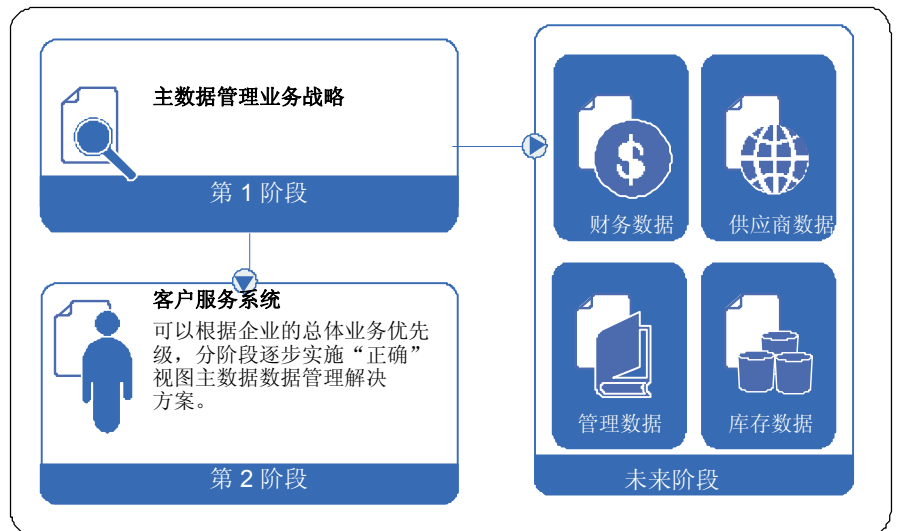 主数据管理业务战略
第 1 阶段
客户服务系统
可以根据企业的总体业务优先
级，分阶段逐步实施“正确”
视图主数据数据管理解决
方案。
第 2 阶段
$
财务数据
供应商数据
管理数据
库存数据
未来阶段